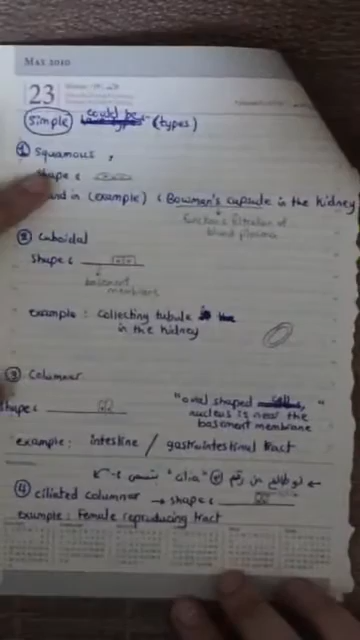 MAY 2010
23
Simple could be (types)
① Squamous,
shape:
found in (example) : Bowman's capsule in the kidney
function: filtration of
blood plasma
② Cuboidal
shape:
basement
membrane
example: collecting tubule
in the kidney
③ Columnar
shape:
"oval shaped
nucleus is near the
basement membrane"
example: intestine / gastrointestinal tract
"cilia"
④ ciliated columnar → shape:
example: Female reproducing tract